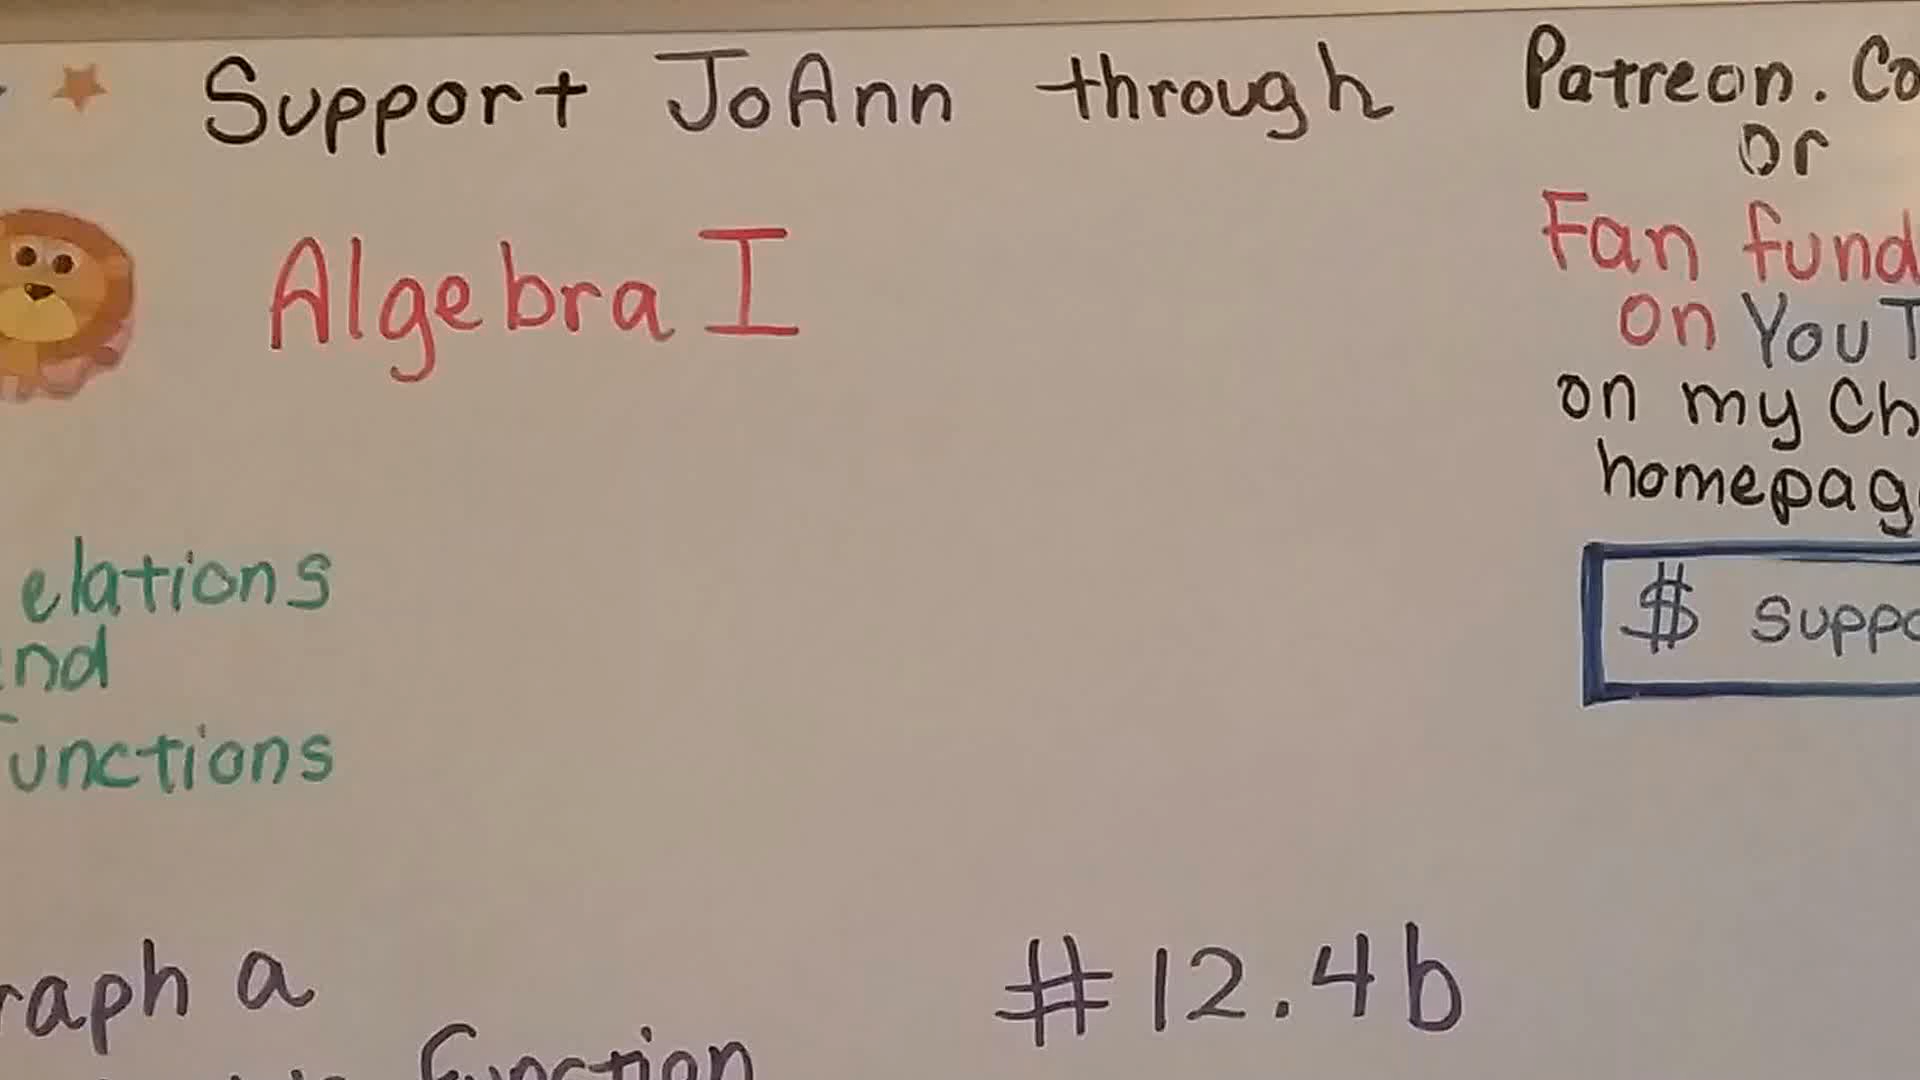 Support JoAnn through Patreon.Co
or
Algebra I
Fan fund
on YouT
on my Ch
homepag
elations
nd
unctions
$ suppo
raph a
#12.4b
function